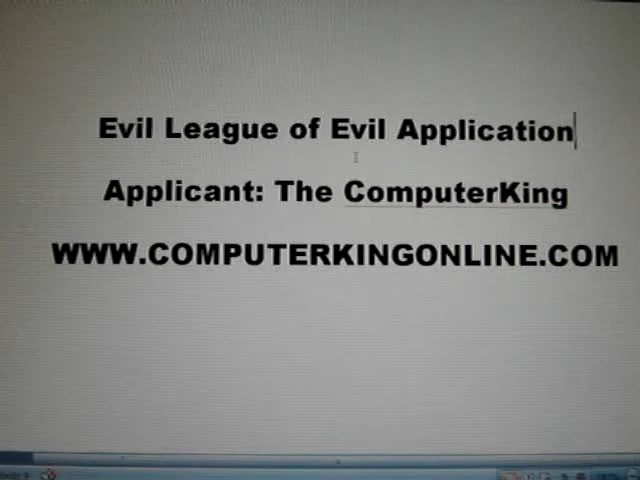 Evil League of Evil Application
Applicant: The ComputerKing
WWW.COMPUTERKINGONLINE.COM